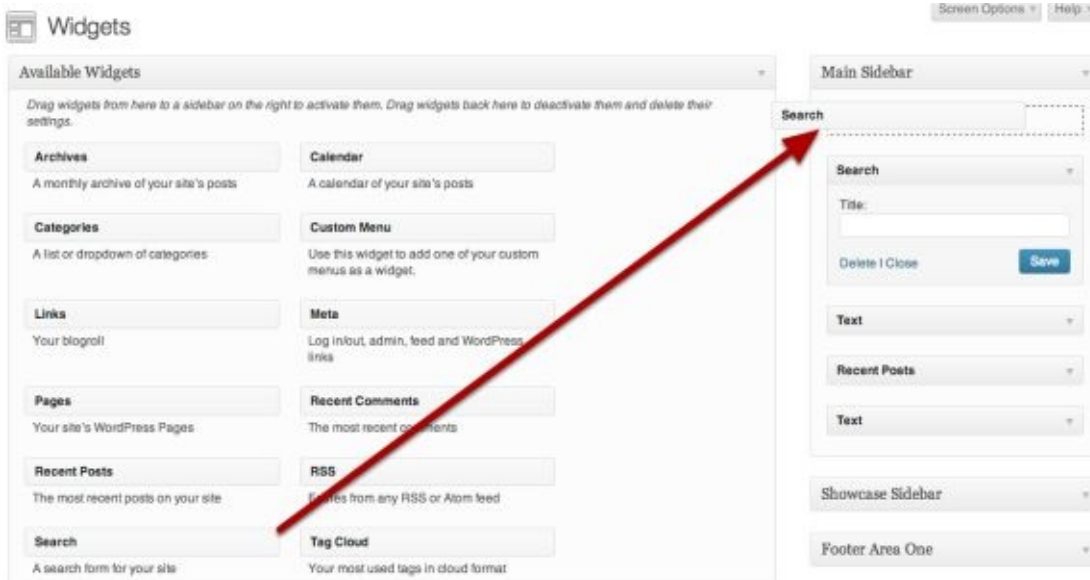 Screen Options
Help
Widgets
Available Widgets
Drag widgets from here to a sidebar on the right to activate them. Drag widgets back here to deactivate them and delete their
settings.
Archives
A monthly archive of your site's posts
Calendar
A calendar of your site's posts
Categories
A list or dropdown of categories
Custom Menu
Use this widget to add one of your custom
menus as a widget.
Links
Your blogroll
Meta
Log in/out, admin, feed and WordPress
links
Pages
Your site's WordPress Pages
Recent Comments
The most recent comments
Recent Posts
The most recent posts on your site
RSS
Entries from any RSS or Atom feed
Search
A search form for your site
Tag Cloud
Your most used tags in cloud format
Main Sidebar
Search
Search
Title:
Delete | Close
Save
Text
Recent Posts
Text
Showcase Sidebar
Footer Area One